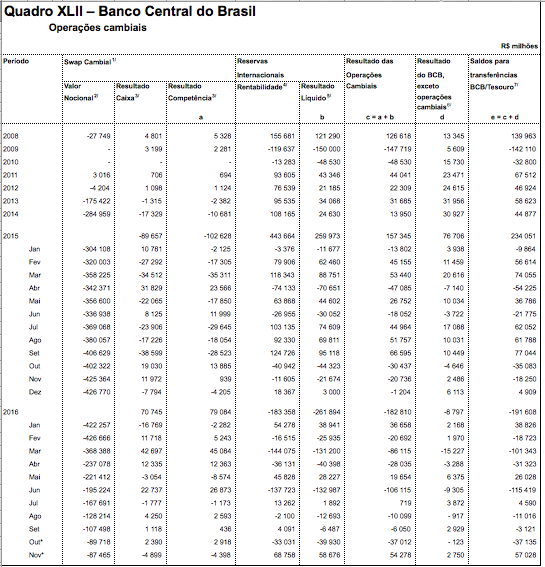 Quadro XLII – Banco Central do Brasil
Operações cambiais
R$ milhões
Período Swap Cambial 1/ Reservas Resultado das Resultado Saldos para
Internacionais Operações do BCB, transferências
Valor Resultado Resultado Rentabilidade 4/ Resultado Cambiais exceto BCB/Tesouro 7/
Nocional 2/ Caixa 3/ Competência 3/ Líquido 5/ operações
cambiais 6/
a b c = a + b d e = c + d
2008 -27 749 4 801 5 328 155 681 121 290 126 618 13 345 139 963
2009 - 3 199 2 281 -119 637 -150 000 -147 719 5 609 -142 110
2010 - - - -13 283 -48 530 -48 530 15 730 -32 800
2011 3 016 706 694 93 605 43 346 44 041 23 471 67 512
2012 -4 204 1 098 1 124 76 539 21 185 22 309 24 615 46 924
2013 -175 422 -1 315 -2 382 95 535 34 068 31 685 31 956 58 623
2014 -284 959 -17 329 -10 681 108 165 24 630 13 950 30 927 44 877
2015 -89 657 -102 628 443 664 259 973 157 345 76 706 234 051
Jan -304 108 10 781 -2 125 -3 376 -11 677 -13 802 3 938 -9 864
Fev -320 003 -27 292 -17 305 79 906 62 460 45 155 11 459 56 614
Mar -358 225 -34 512 -35 311 118 343 88 751 53 440 20 616 74 055
Abr -342 371 31 829 23 566 -74 133 -70 651 -47 085 -7 140 -54 225
Mai -356 600 -22 065 -17 850 63 868 44 602 26 752 10 034 36 786
Jun -336 938 8 125 11 999 -26 955 -30 052 -18 052 -3 722 -21 775
Jul -369 068 -23 906 -29 645 103 135 74 609 44 964 17 088 62 052
Ago -380 057 -17 226 -18 054 92 330 69 811 51 757 10 031 61 788
Set -406 629 -38 599 -28 523 124 726 95 118 66 595 10 449 77 044
Out -402 322 19 030 13 885 -40 942 -44 323 -30 437 -4 646 -35 083
Nov -425 364 11 972 939 -11 605 -21 674 -20 736 2 486 -18 250
Dez -426 770 -7 794 -4 205 18 367 3 000 -1 204 6 113 4 909
2016 70 745 79 084 -183 358 -261 894 -182 810 -8 797 -191 608
Jan -422 257 -16 769 -2 282 54 278 38 941 36 658 2 168 38 826
Fev -426 666 11 718 5 243 -16 515 -25 935 -20 692 1 970 -18 723
Mar -368 388 42 697 45 084 -144 075 -131 200 -86 115 -15 227 -101 343
Abr -237 078 12 335 12 363 -36 131 -40 398 -28 035 -3 288 -31 323
Mai -221 412 -3 054 -8 574 45 828 28 227 19 654 6 375 26 028
Jun -195 224 22 737 26 873 -137 723 -132 987 -106 115 -9 305 -115 419
Jul -167 691 -1 777 -1 173 13 262 1 892 719 3 872 4 590
Ago -128 214 4 250 2 593 -2 100 -12 693 -10 099 -917 -11 016
Set -107 498 1 118 436 4 091 -6 487 -6 050 2 929 -3 121
Out* -89 718 2 390 2 918 -33 031 -39 930 -37 012 - 123 -37 135
Nov* -87 465 -4 899 -4 398 68 758 58 676 54 278 2 750 57 028